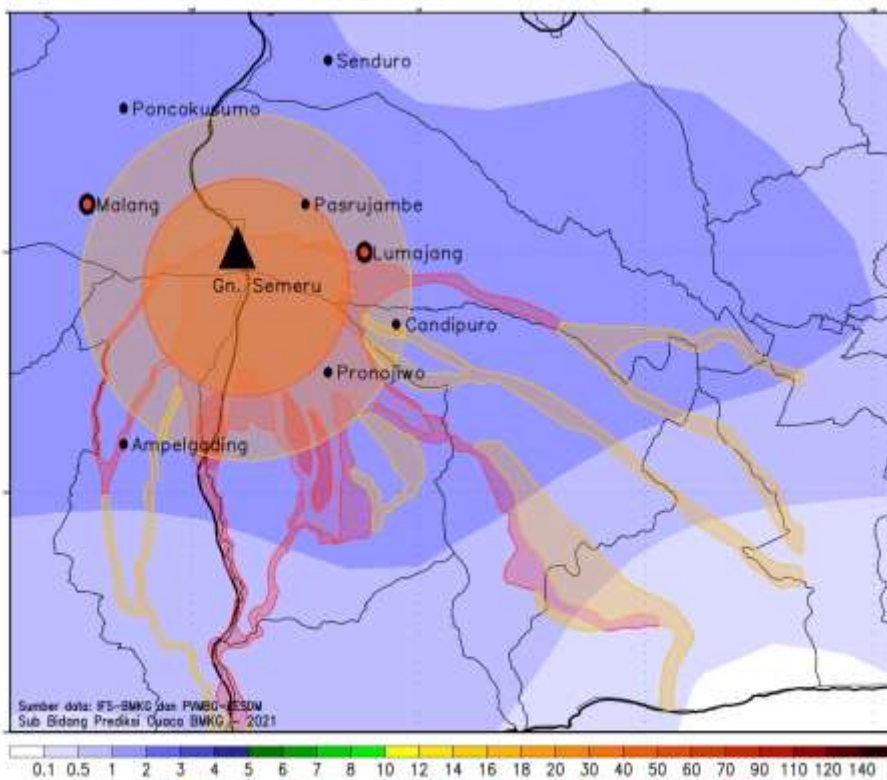 Senduro
Poncokusumo
Malang
Pasrujambe
Lumajang
Gn. Semeru
Candipuro
Pronojiwo
Ampelgading
Sumber data: IFS-BMKG dan PVMBG-KESDM
Sub Bidang Prediksi Cuaca BMKG - 2021
0.1 0.5 1 2 3 4 5 6 7 8 10 12 14 16 18 20 30 40 50 60 70 90 110 120 140